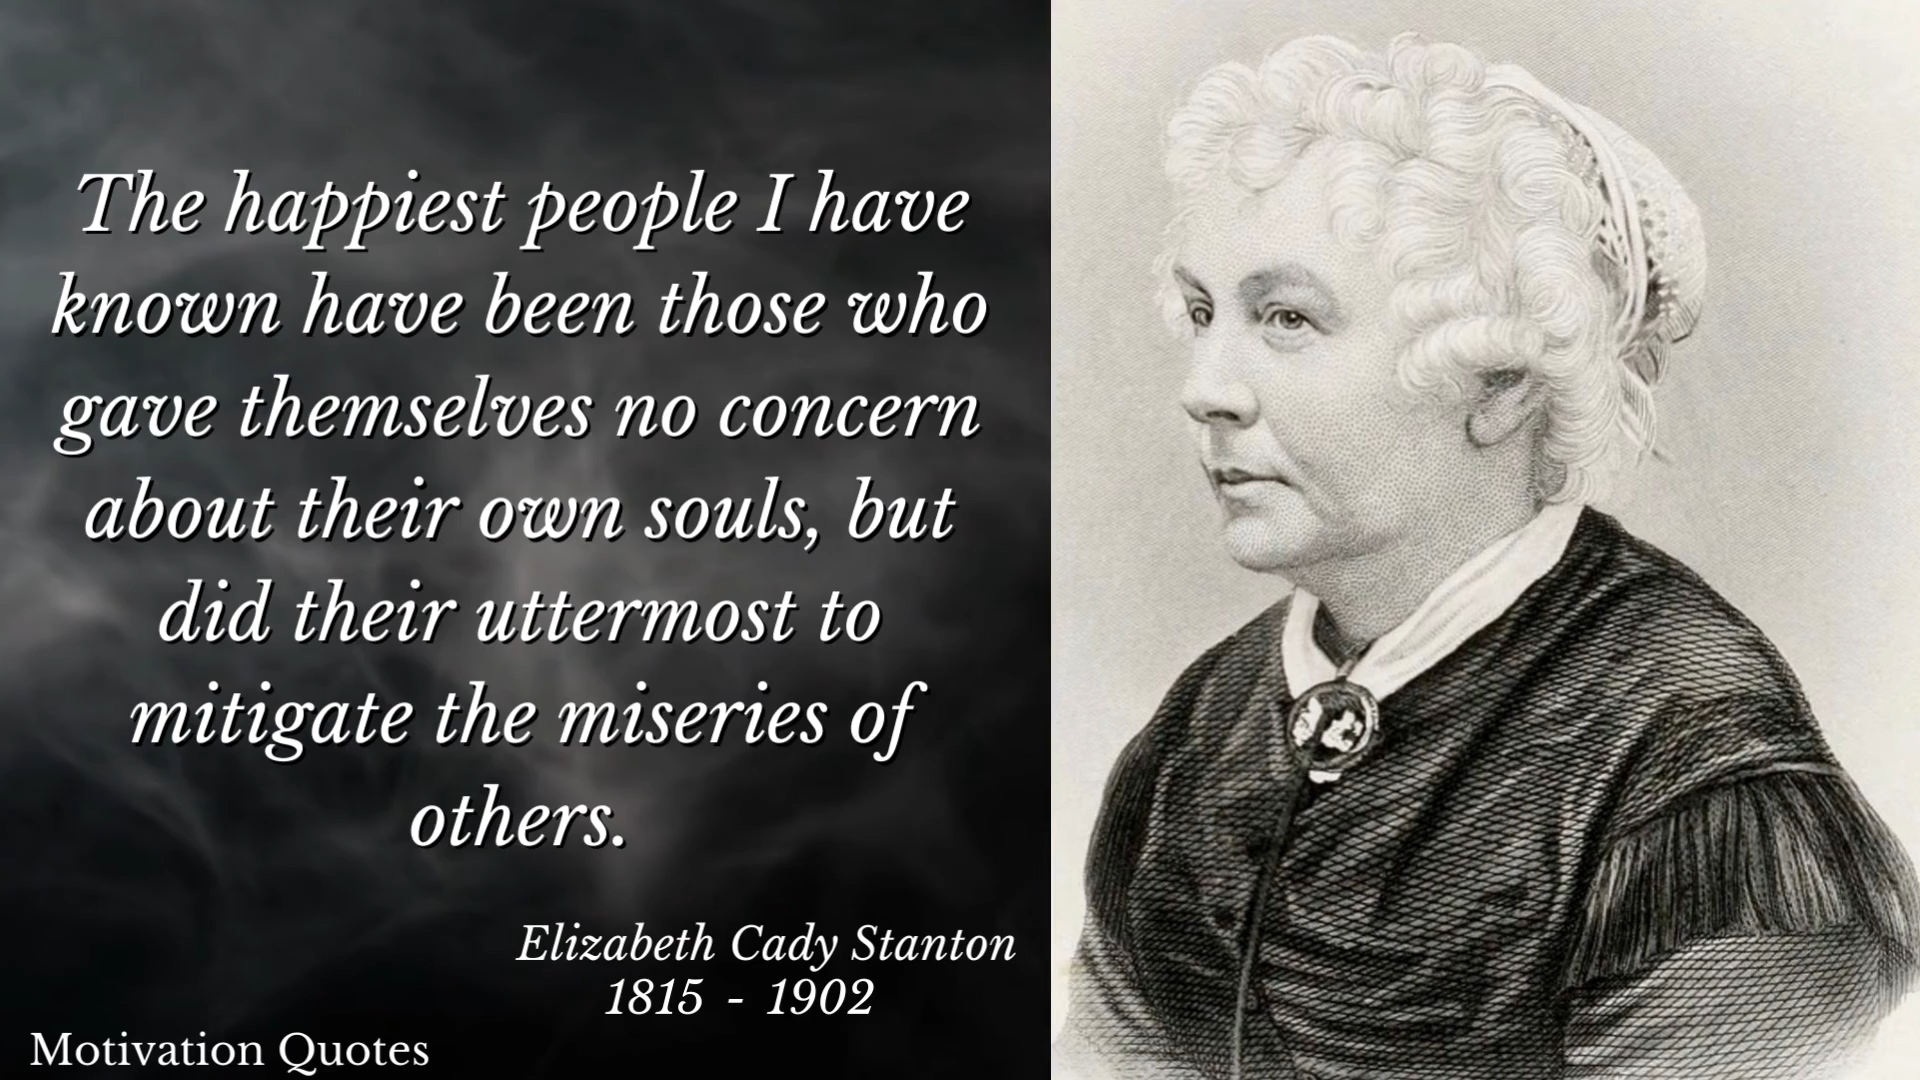 The happiest people I have
known have been those who
gave themselves no concern
about their own souls, but
did their uttermost to
mitigate the miseries of
others.
Elizabeth Cady Stanton
1815 - 1902
Motivation Quotes